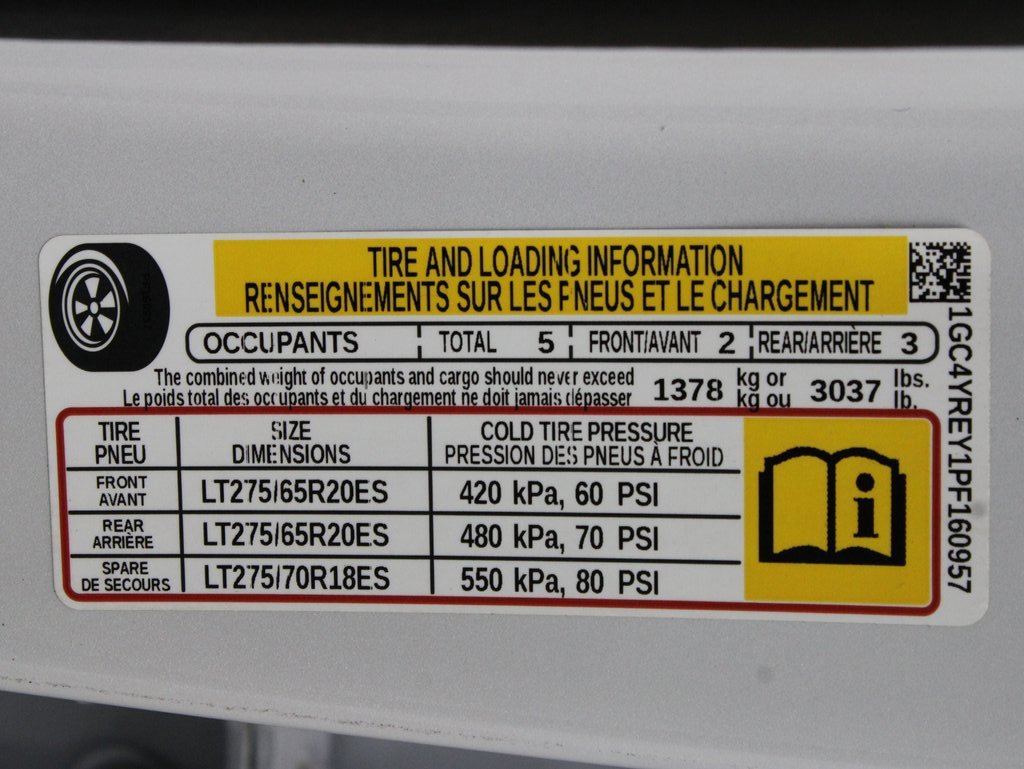 TIRE AND LOADING INFORMATION
RENSEIGNEMENTS SUR LES PNEUS ET LE CHARGEMENT
OCCUPANTS TOTAL 5 FRONT/AVANT 2 REAR/ARRIÈRE 3
The combined weight of occupants and cargo should never exceed 1378 kg or 3037 lbs.
Le poids total des occupants et du chargement ne doit jamais dépasser kg ou lb.
TIRE SIZE COLD TIRE PRESSURE
PNEU DIMENSIONS PRESSION DES PNEUS À FROID
FRONT
AVANT LT275/65R20ES 420 kPa, 60 PSI
REAR
ARRIÈRE LT275/65R20ES 480 kPa, 70 PSI
SPARE
DE SECOURS LT275/70R18ES 550 kPa, 80 PSI
i
1GC4YREY1PF160957